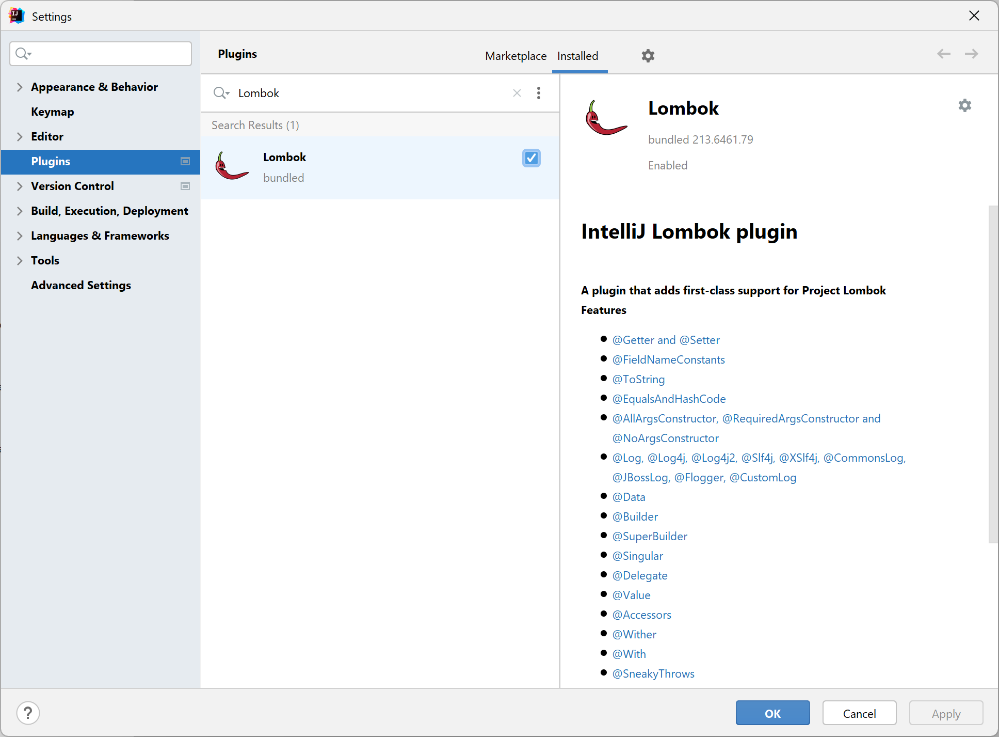 Settings
Appearance & Behavior
Keymap
Editor
Plugins
Version Control
Build, Execution, Deployment
Languages & Frameworks
Tools
Advanced Settings
Plugins
Marketplace
Installed
Lombok
Search Results (1)
Lombok
bundled
Lombok
bundled 213.6461.79
Enabled
IntelliJ Lombok plugin
A plugin that adds first-class support for Project Lombok
Features
@Getter and @Setter
@FieldNameConstants
@ToString
@EqualsAndHashCode
@AllArgsConstructor, @RequiredArgsConstructor and
@NoArgsConstructor
@Log, @Log4j, @Log4j2, @Slf4j, @XSlf4j, @CommonsLog,
@JBossLog, @Flogger, @CustomLog
@Data
@Builder
@SuperBuilder
@Singular
@Delegate
@Value
@Accessors
@Wither
@With
@SneakyThrows
?
OK
Cancel
Apply